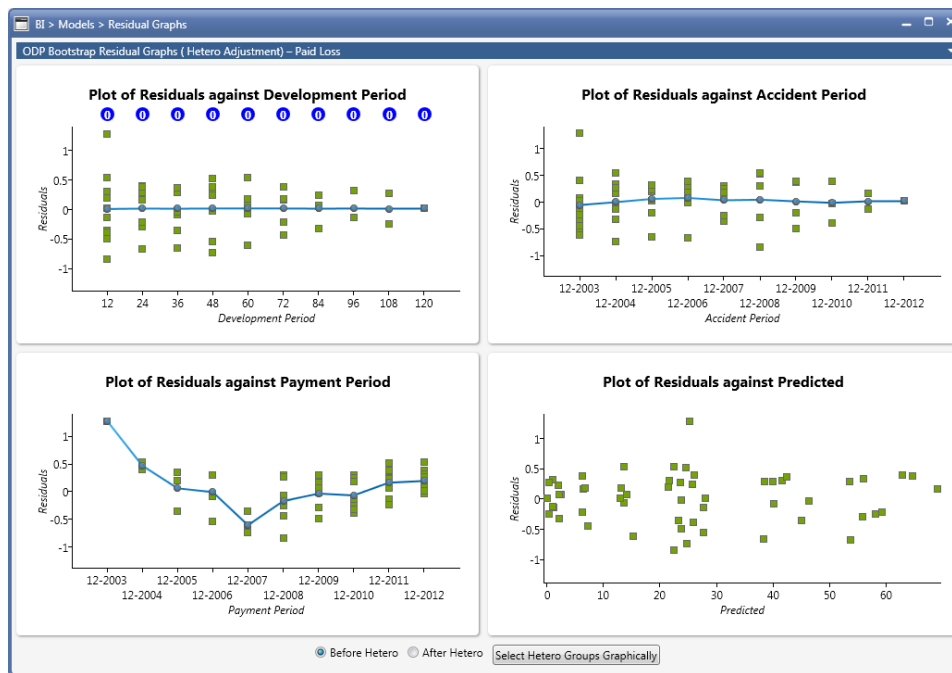 BI > Models > Residual Graphs
ODP Bootstrap Residual Graphs ( Hetero Adjustment) – Paid Loss
Plot of Residuals against Development Period
0 0 0 0 0 0 0 0 0 0
1
0.5
0
-0.5
-1
Residuals
12 24 36 48 60 72 84 96 108 120
Development Period
Plot of Residuals against Accident Period
1
0.5
0
-0.5
-1
Residuals
12-2003 12-2005 12-2007 12-2009 12-2011
12-2004 12-2006 12-2008 12-2010 12-2012
Accident Period
Plot of Residuals against Payment Period
1
0.5
0
-0.5
-1
Residuals
12-2003 12-2005 12-2007 12-2009 12-2011
12-2004 12-2006 12-2008 12-2010 12-2012
Payment Period
Plot of Residuals against Predicted
1
0.5
0
-0.5
-1
Residuals
0 10 20 30 40 50 60
Predicted
Before Hetero After Hetero Select Hetero Groups Graphically